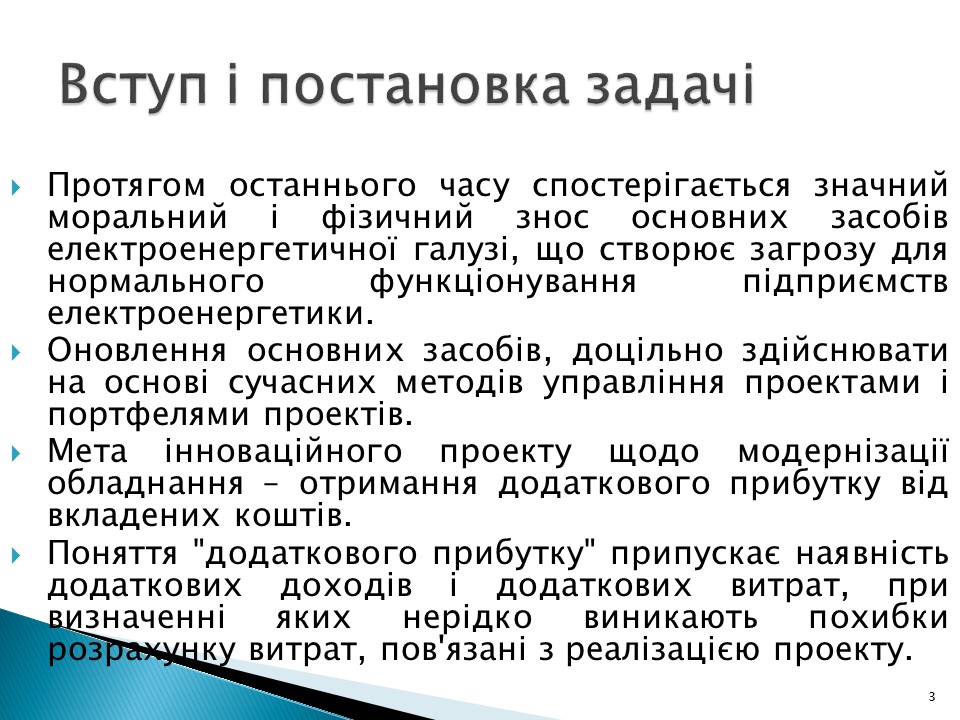 Вступ і постановка задачі
Протягом останнього часу спостерігається значний
моральний і фізичний знос основних засобів
електроенергетичної галузі, що створює загрозу для
нормального функціонування підприємств
електроенергетики.
Оновлення основних засобів, доцільно здійснювати
на основі сучасних методів управління проектами і
портфелями проектів.
Мета інноваційного проекту щодо модернізації
обладнання – отримання додаткового прибутку від
вкладених коштів.
Поняття "додаткового прибутку" припускає наявність
додаткових доходів і додаткових витрат, при
визначенні яких нерідко виникають похибки
розрахунку витрат, пов'язані з реалізацією проекту.
3